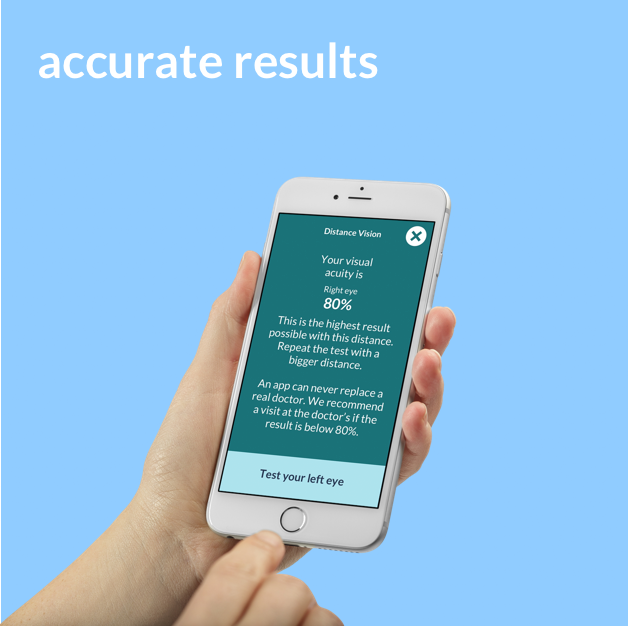 accurate results
Distance Vision
Your visual
acuity is
Right eye
80%
This is the highest result
possible with this distance.
Repeat the test with a
bigger distance.
An app can never replace a
real doctor. We recommend
a visit at the doctor's if the
result is below 80%.
Test your left eye